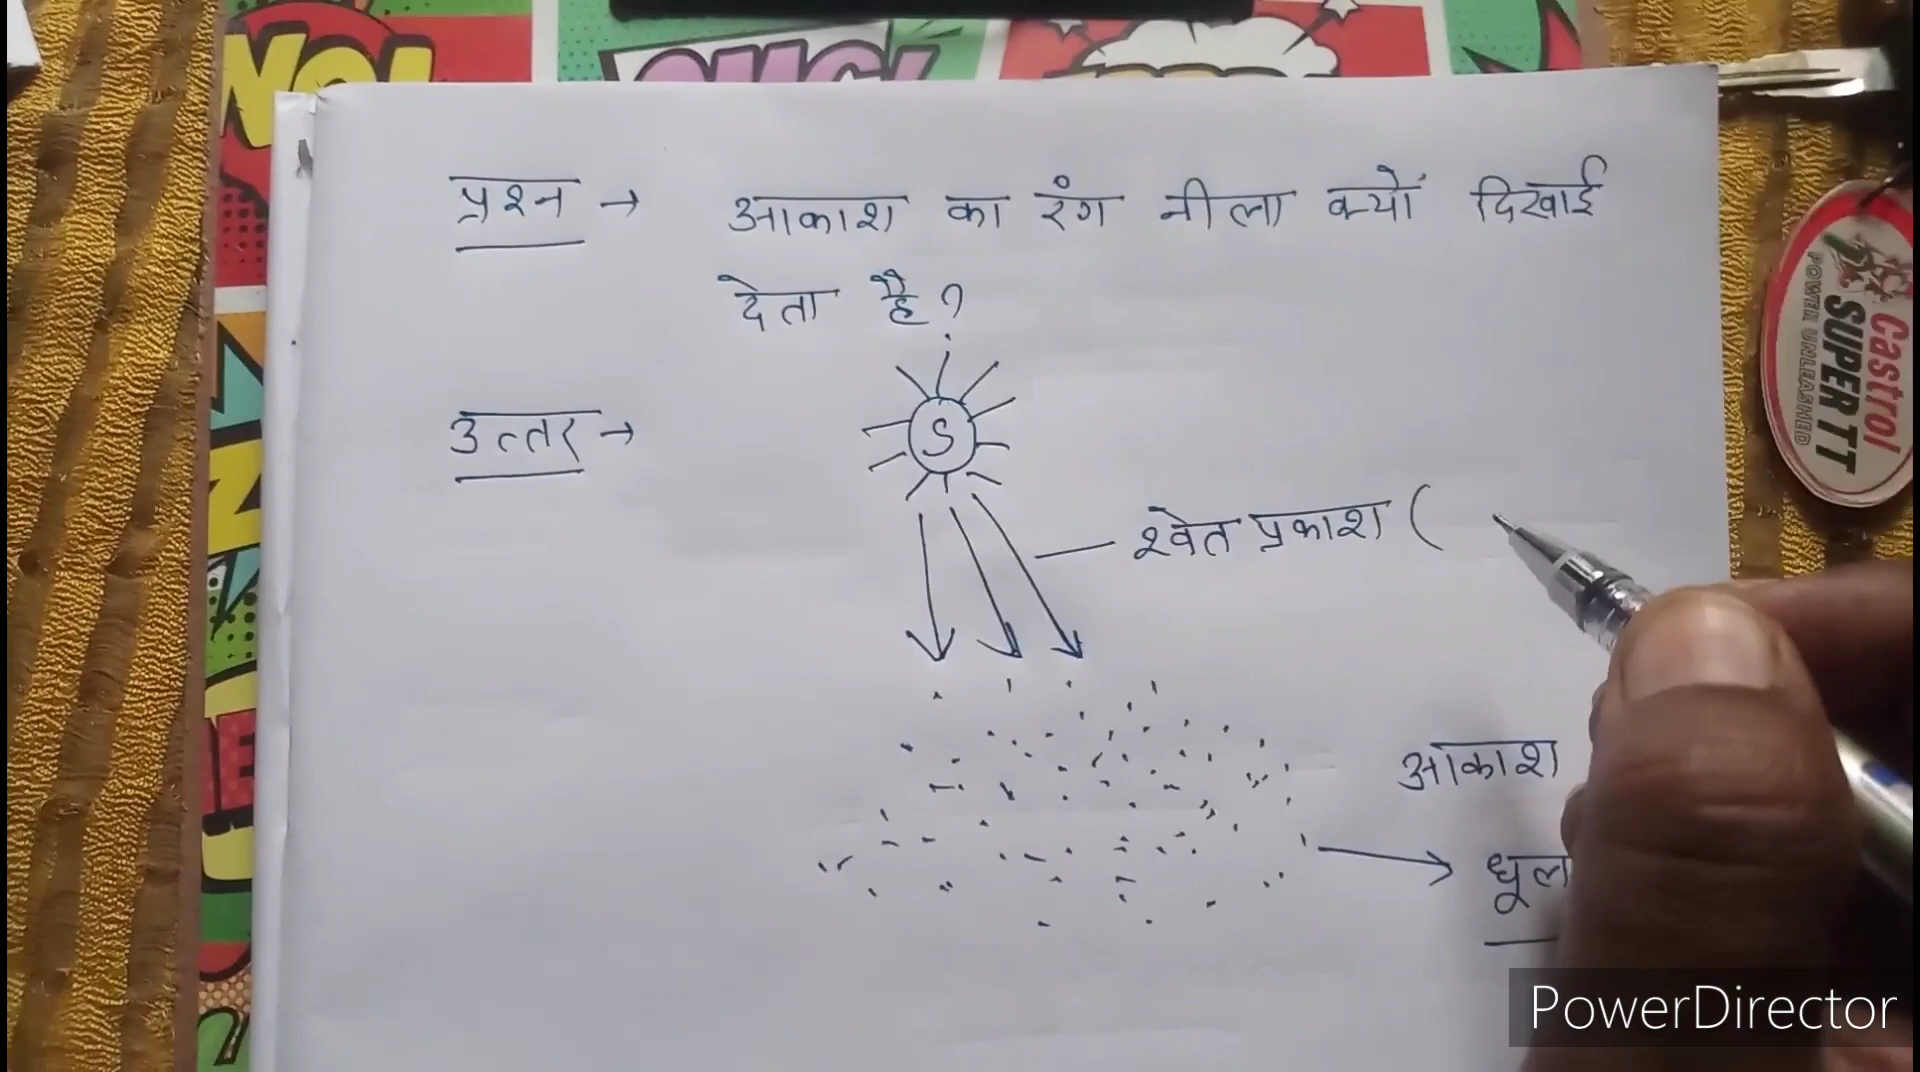 प्रश्न → आकाश का रंग नीला क्यों दिखाई
देता है?
उत्तर →
S
श्वेत प्रकाश (
आकाश
धूल
Castrol
SUPER TT
POWER UNLEASHED
PowerDirector